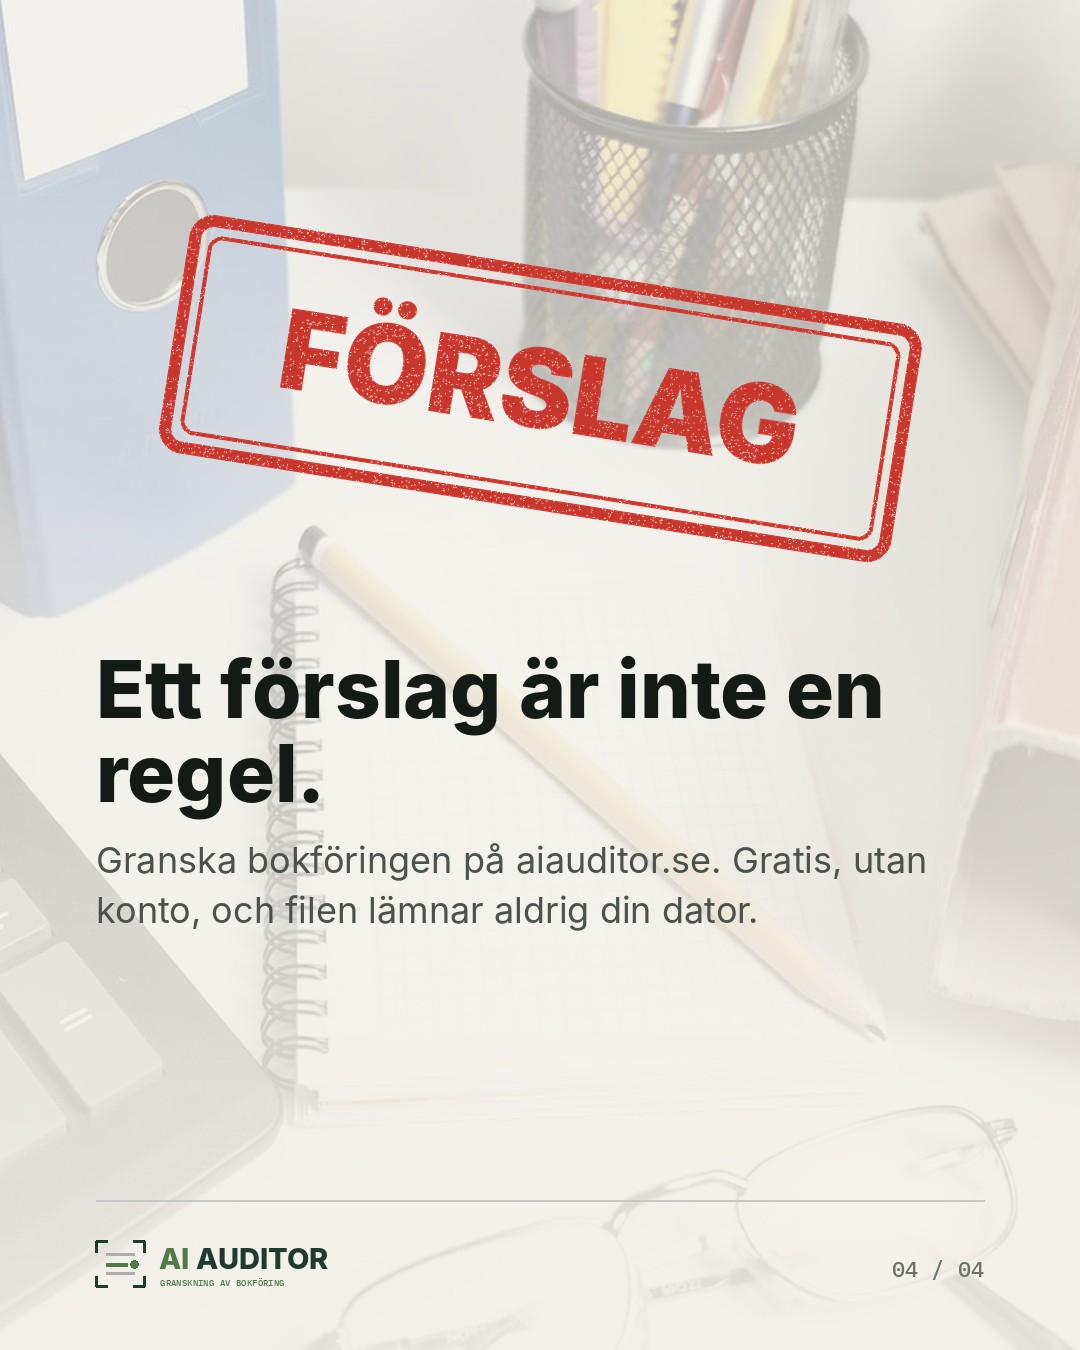 FÖRSLAG
Ett förslag är inte en
regel.
Granska bokföringen på aiauditor.se. Gratis, utan
konto, och filen lämnar aldrig din dator.
AI AUDITOR
GRANSKNING AV BOKFÖRING
04 / 04